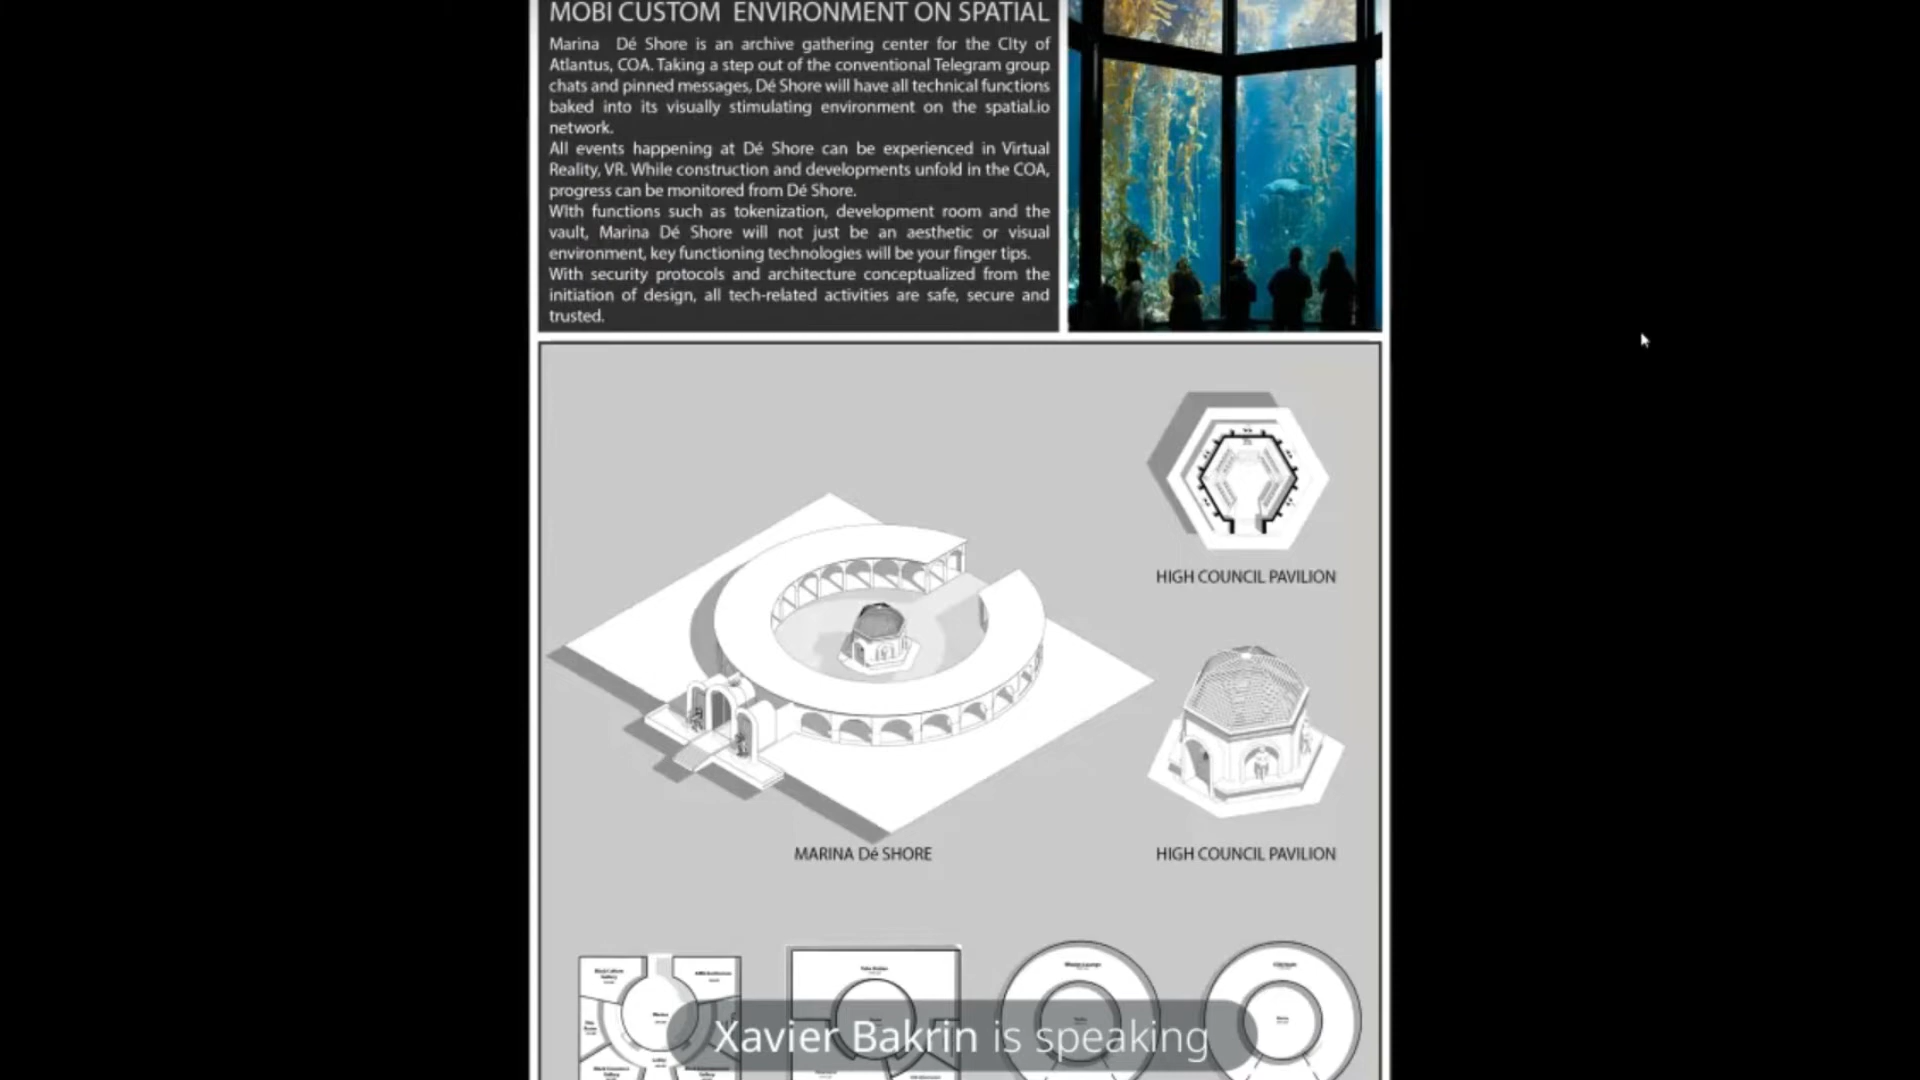 MOBI CUSTOM ENVIRONMENT ON SPATIAL
Marina Dé Shore is an archive gathering center for the CIty of
Atlantus, COA. Taking a step out of the conventional Telegram group
chats and pinned messages, Dé Shore will have all technical functions
baked into its visually stimulating environment on the spatial.io
network.
All events happening at Dé Shore can be experienced in Virtual
Reality, VR. While construction and developments unfold in the COA,
progress can be monitored from Dé Shore.
WIth functions such as tokenization, development room and the
vault, Marina Dé Shore will not just be an aesthetic or visual
environment, key functioning technologies will be your finger tips.
With security protocols and architecture conceptualized from the
initiation of design, all tech-related activities are safe, secure and
trusted.
HIGH COUNCIL PAVILION
MARINA Dé SHORE
HIGH COUNCIL PAVILION
Xavier Bakrin is speaking